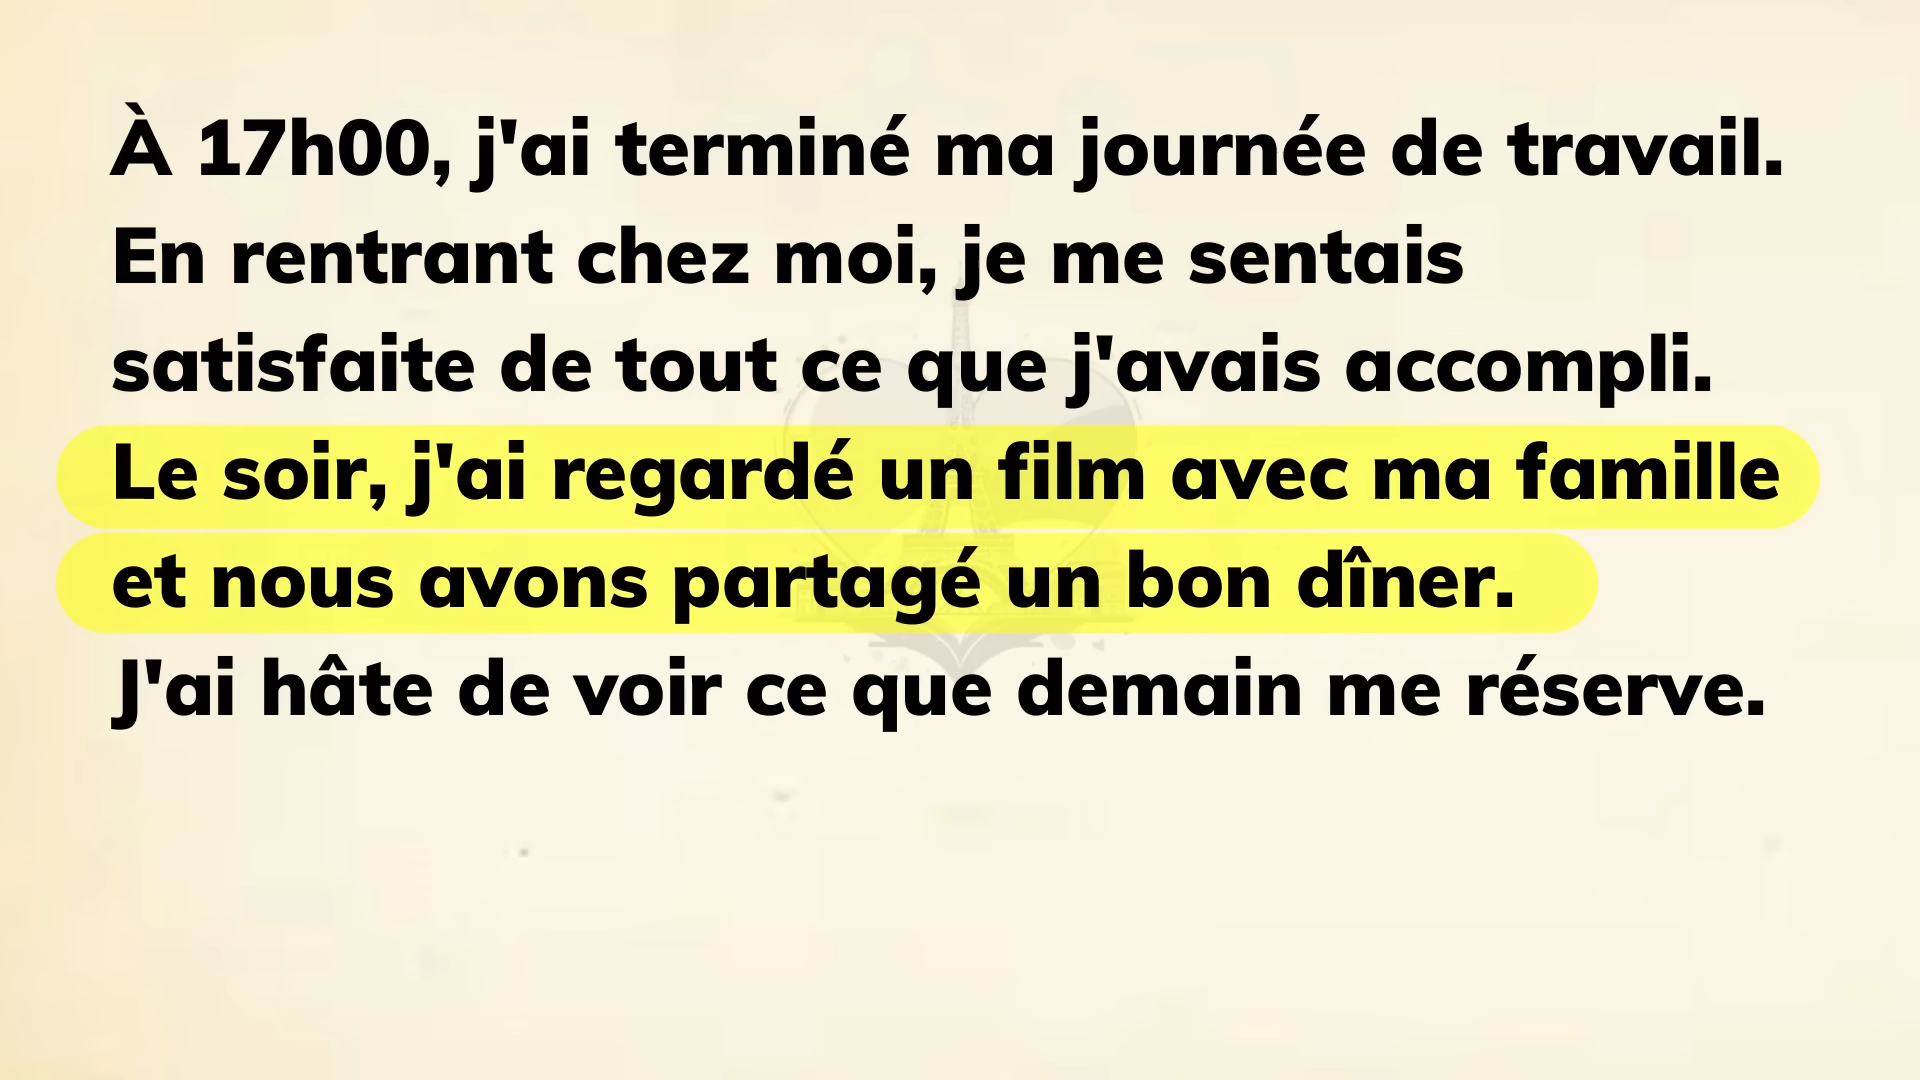 À 17h00, j'ai terminé ma journée de travail.
En rentrant chez moi, je me sentais
satisfaite de tout ce que j'avais accompli.
Le soir, j'ai regardé un film avec ma famille
et nous avons partagé un bon dîner.
J'ai hâte de voir ce que demain me réserve.